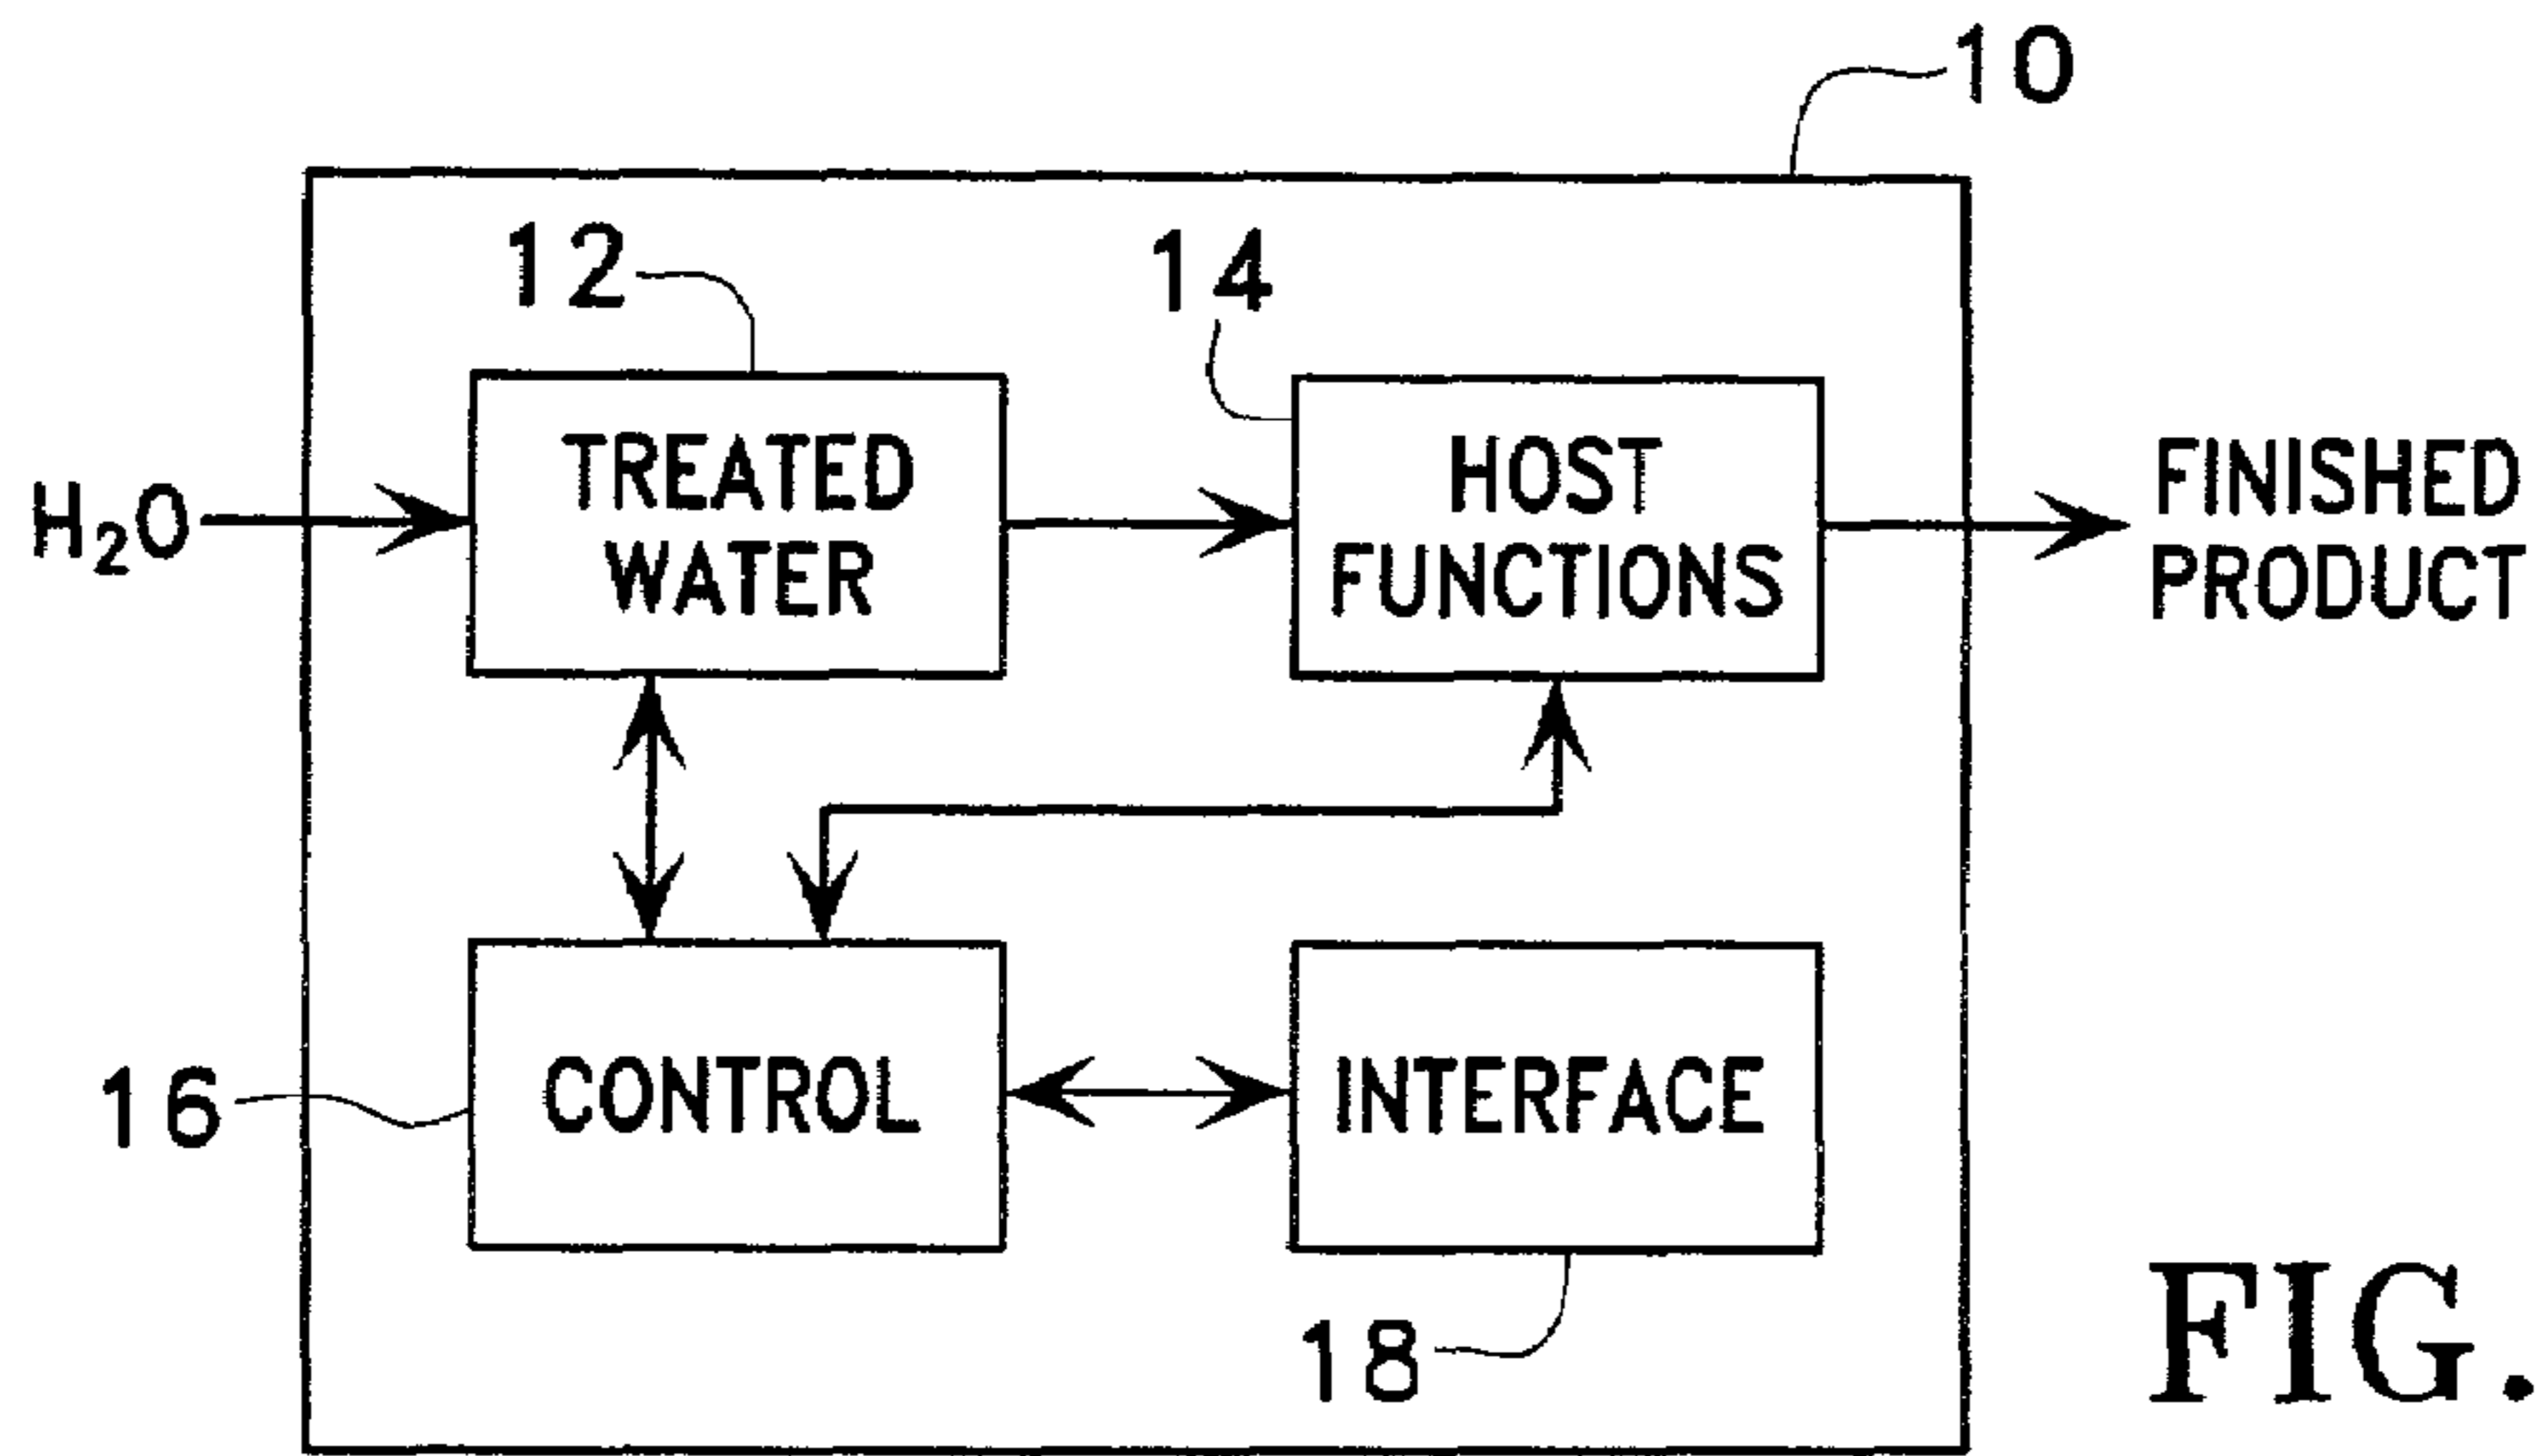 10
12
14
TREATED
WATER
HOST
FUNCTIONS
H₂O
FINISHED
PRODUCT
16
CONTROL
INTERFACE
18
FIG.